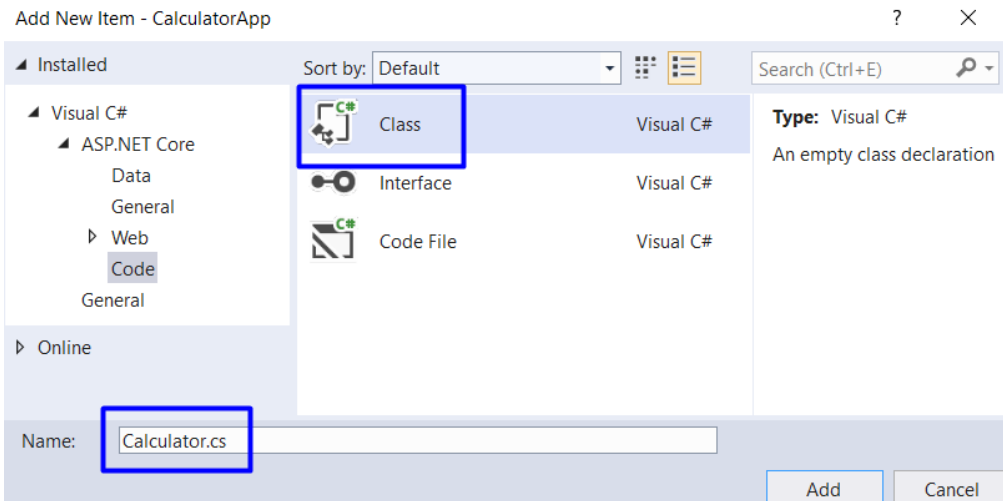 Add New Item - CalculatorApp ? ×
Installed
Sort by: Default
Search (Ctrl+E)
Visual C#
ASP.NET Core
Data
General
Web
Code
General
Online
C# Class Visual C#
Interface Visual C#
C# Code File Visual C#
Type: Visual C#
An empty class declaration
Name: Calculator.cs
Add Cancel